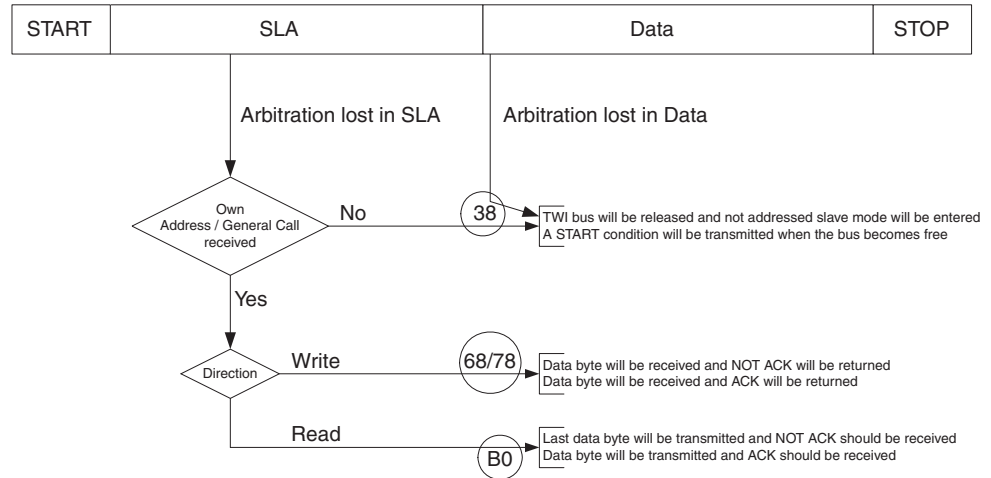 START SLA Data STOP
Arbitration lost in SLA Arbitration lost in Data
Own
Address / General Call
received
No
38
TWI bus will be released and not addressed slave mode will be entered
A START condition will be transmitted when the bus becomes free
Yes
Direction
Write
68/78
Data byte will be received and NOT ACK will be returned
Data byte will be received and ACK will be returned
Read
B0
Last data byte will be transmitted and NOT ACK should be received
Data byte will be transmitted and ACK should be received